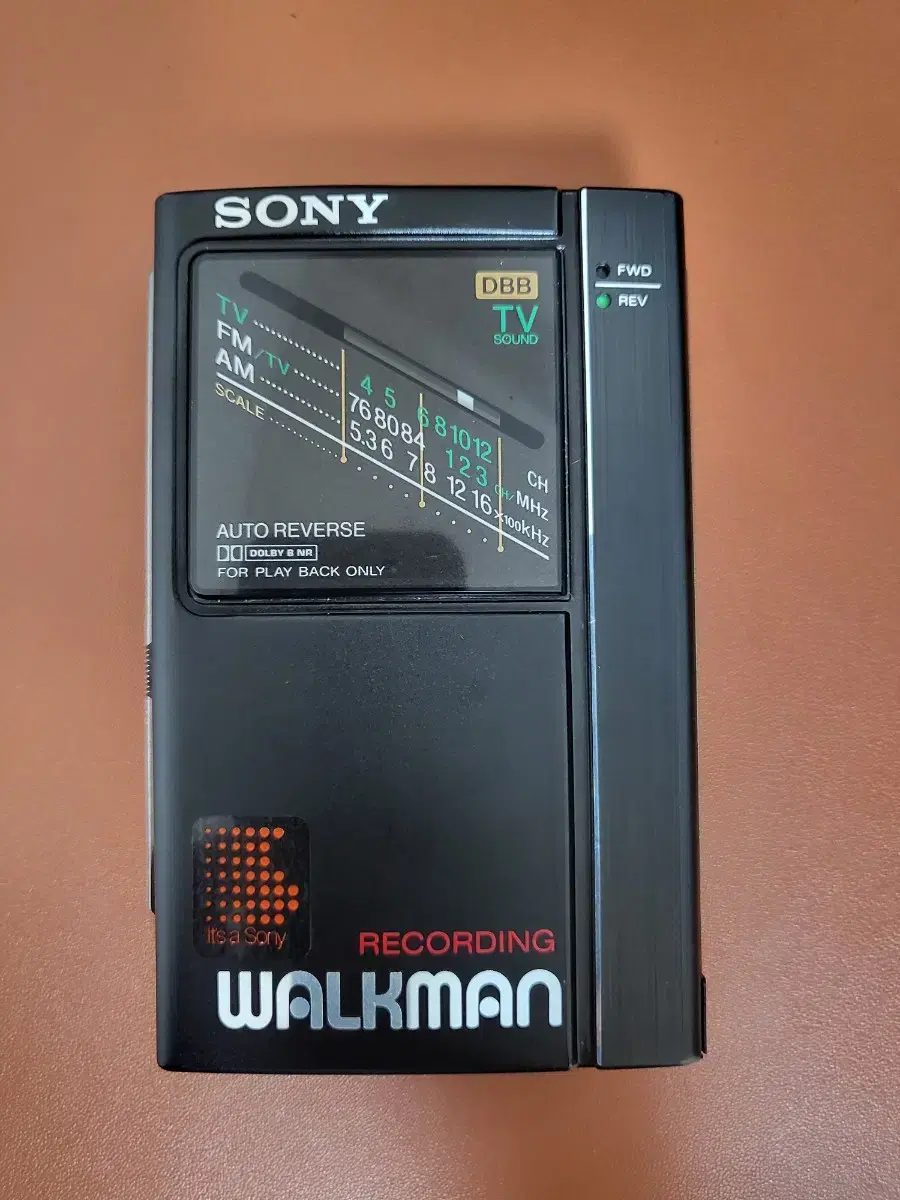 SONY
FWD
REV
DBB
TV
SOUND
TV
FM/TV
AM
SCALE
4 5 6 8 10 12 CH
76 80 84 1 2 3 CH/MHz
5.3 6 7 8 12 16 ×100kHz
AUTO REVERSE
DOLBY B NR
FOR PLAY BACK ONLY
It's a Sony
RECORDING
WALKMAN